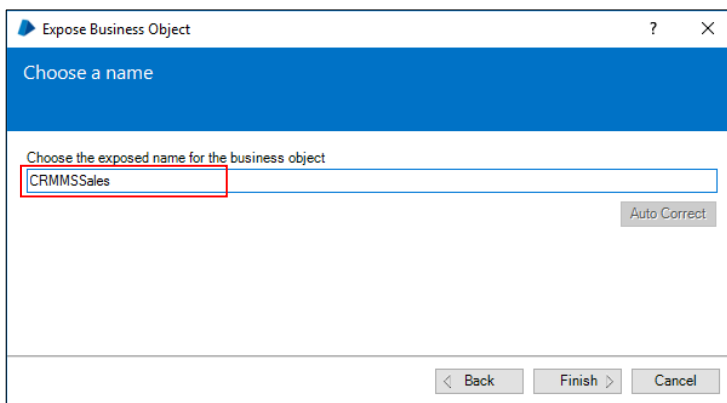 Expose Business Object
?
Choose a name
Choose the exposed name for the business object
CRMMSSales
Auto Correct
Back
Finish
Cancel